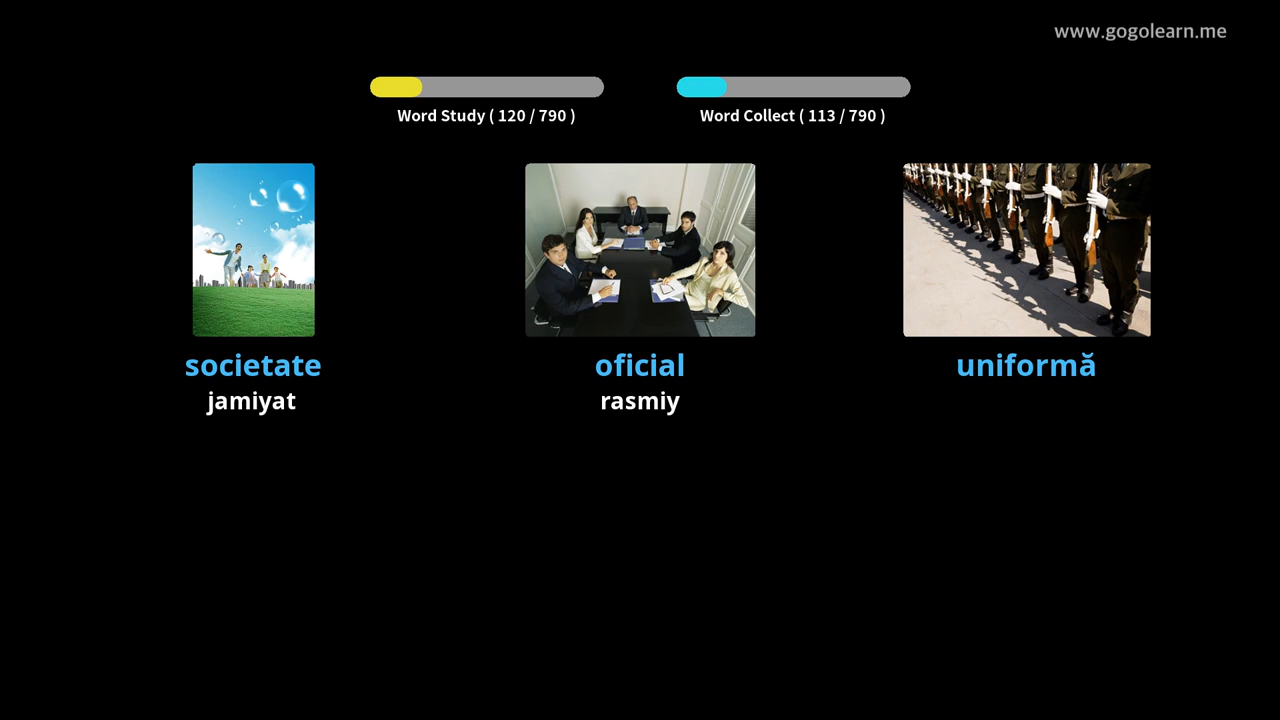 www.gogolearn.me
Word Study ( 120 / 790 )
Word Collect ( 113 / 790 )
societate
jamiyat
oficial
rasmiy
uniformă